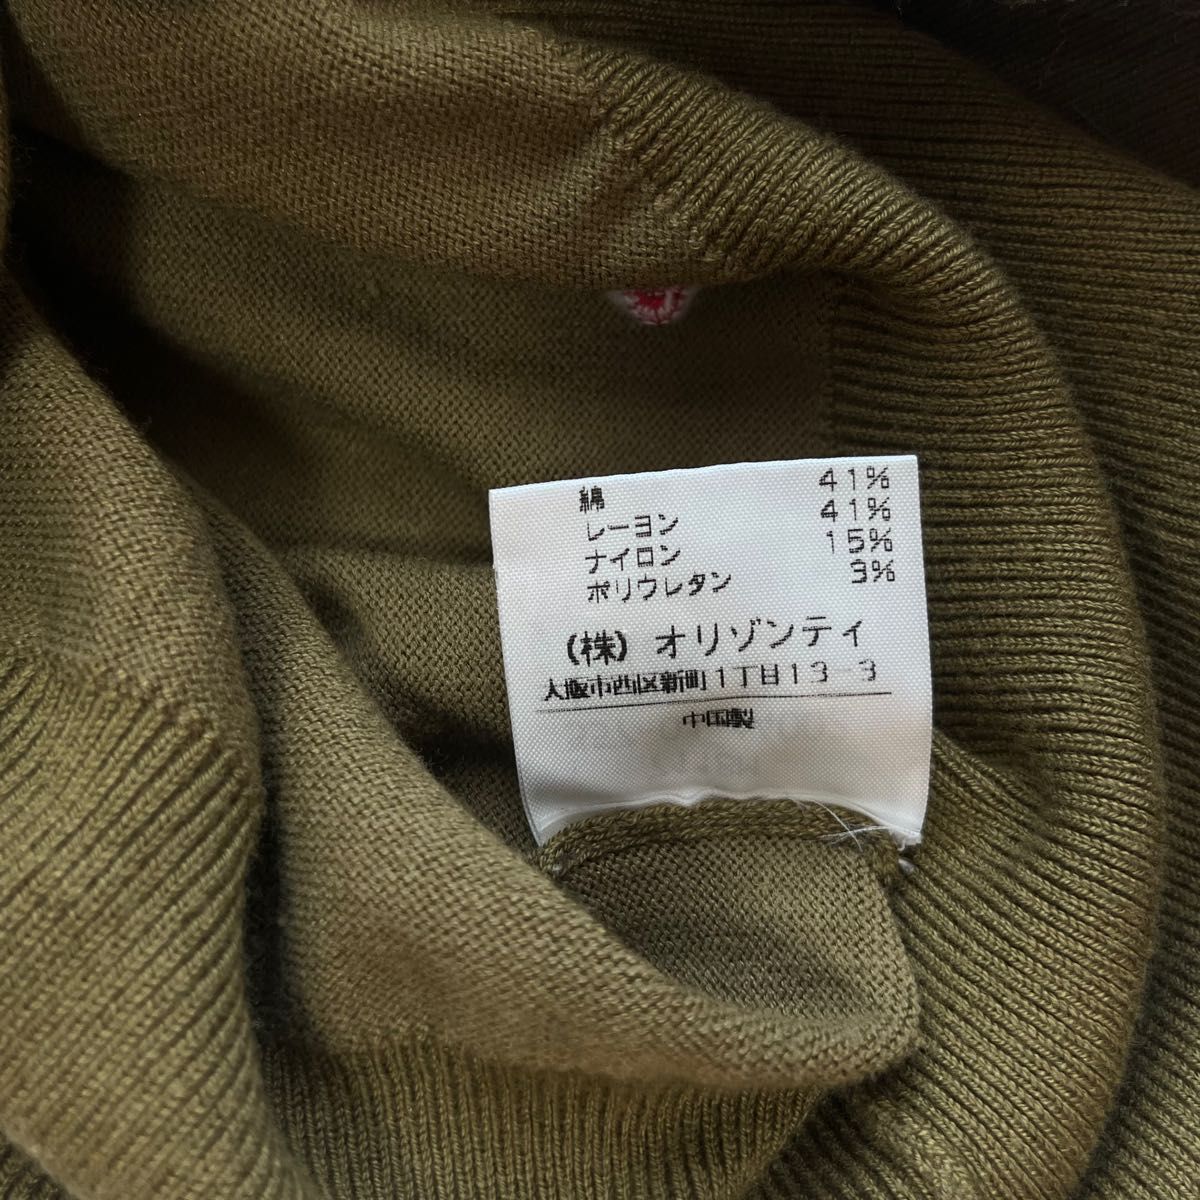 綿 41%
レーヨン 41%
ナイロン 15%
ポリウレタン 3%
(株) オリゾンティ
大阪市西区新町1丁目13-3
中国製